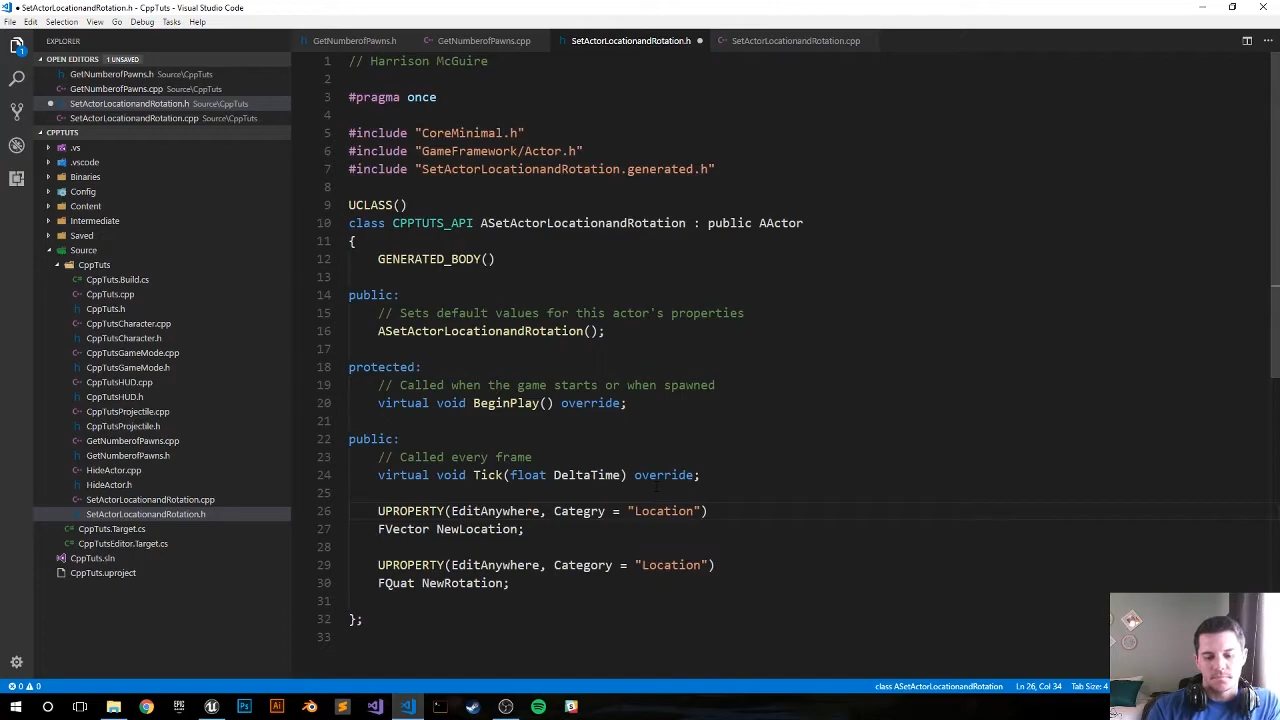 SetActorLocationandRotation.h - CppTuts - Visual Studio Code
File Edit Selection View Go Debug Tasks Help
EXPLORER
OPEN EDITORS 1 UNSAVED
GetNumberofPawns.h Source\CppTuts
GetNumberofPawns.cpp Source\CppTuts
SetActorLocationandRotation.h Source\CppTuts
SetActorLocationandRotation.cpp Source\CppTuts
CPPTUTS
.vs
.vscode
Binaries
Config
Content
Intermediate
Saved
Source
CppTuts
CppTuts.Build.cs
CppTuts.cpp
CppTuts.h
CppTutsCharacter.cpp
CppTutsCharacter.h
CppTutsGameMode.cpp
CppTutsGameMode.h
CppTutsHUD.cpp
CppTutsHUD.h
CppTutsProjectile.cpp
CppTutsProjectile.h
GetNumberofPawns.cpp
GetNumberofPawns.h
HideActor.cpp
HideActor.h
SetActorLocationandRotation.cpp
SetActorLocationandRotation.h
CppTuts.Target.cs
CppTutsEditor.Target.cs
CppTuts.sln
CppTuts.uproject
GetNumberofPawns.h GetNumberofPawns.cpp SetActorLocationandRotation.h SetActorLocationandRotation.cpp
1 // Harrison McGuire
2
3 #pragma once
4
5 #include "CoreMinimal.h"
6 #include "GameFramework/Actor.h"
7 #include "SetActorLocationandRotation.generated.h"
8
9 UCLASS()
10 class CPPTUTS_API ASetActorLocationandRotation : public AActor
11 {
12 GENERATED_BODY()
13
14 public:
15 // Sets default values for this actor's properties
16 ASetActorLocationandRotation();
17
18 protected:
19 // Called when the game starts or when spawned
20 virtual void BeginPlay() override;
21
22 public:
23 // Called every frame
24 virtual void Tick(float DeltaTime) override;
25
26 UPROPERTY(EditAnywhere, Categry = "Location")
27 FVector NewLocation;
28
29 UPROPERTY(EditAnywhere, Category = "Location")
30 FQuat NewRotation;
31
32 };
33
0 0 class ASetActorLocationandRotation Ln 26, Col 34 Tab Size: 4